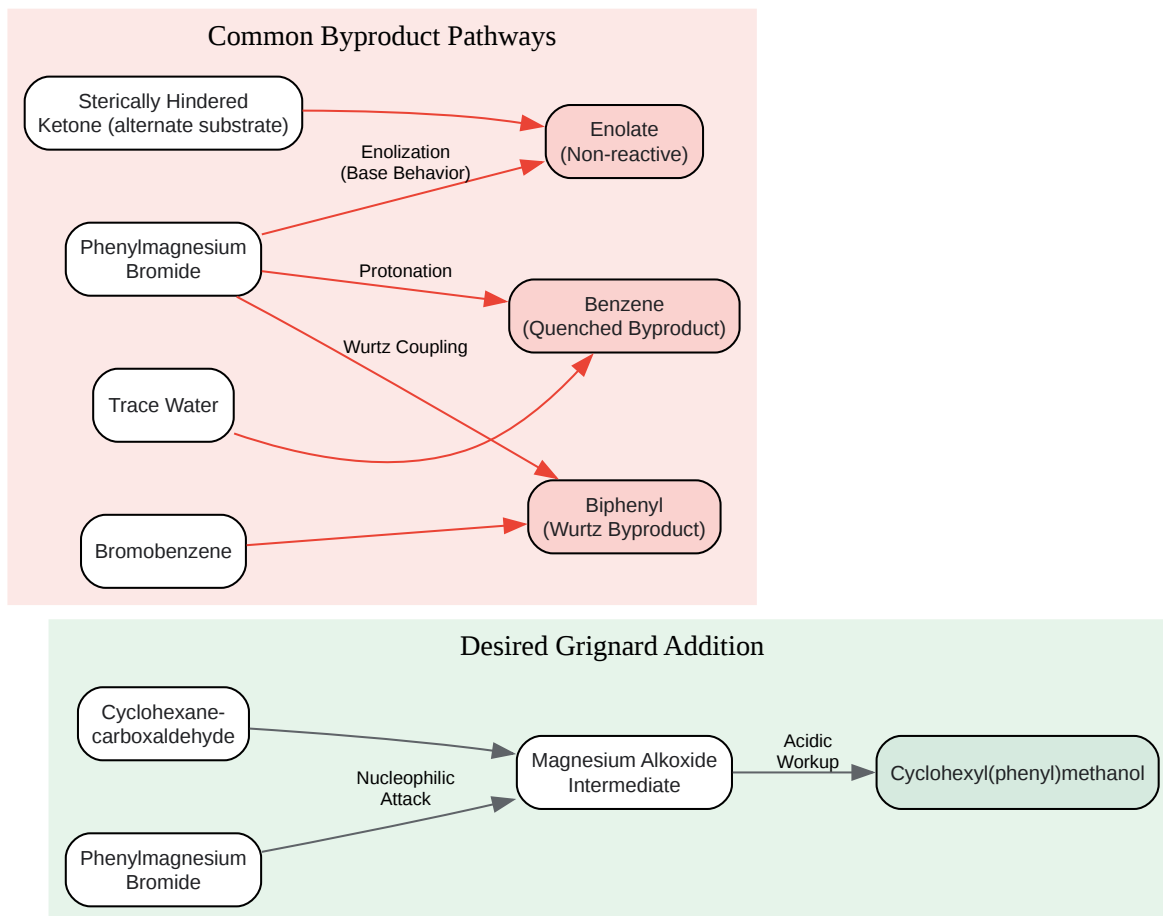 Common Byproduct Pathways
Sterically Hindered
Ketone (alternate substrate)
Enolate
(Non-reactive)
Enolization
(Base Behavior)
Phenylmagnesium
Bromide
Protonation
Benzene
(Quenched Byproduct)
Wurtz Coupling
Trace Water
Biphenyl
(Wurtz Byproduct)
Bromobenzene
Desired Grignard Addition
Cyclohexane-
carboxaldehyde
Nucleophilic
Attack
Magnesium Alkoxide
Intermediate
Acidic
Workup
Cyclohexyl(phenyl)methanol
Phenylmagnesium
Bromide